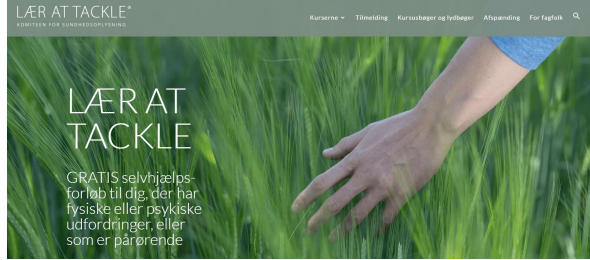 LÆR AT TACKLE®
KOMITEEN FOR SUNDHEDSOPLYSNING
Kurserne Tilmelding Kursusbøger og lydbøger Afspænding For fagfolk
LÆR AT
TACKLE
GRATIS selvhjælps-
forløb til dig, der har
fysiske eller psykiske
udfordringer, eller
som er pårørende